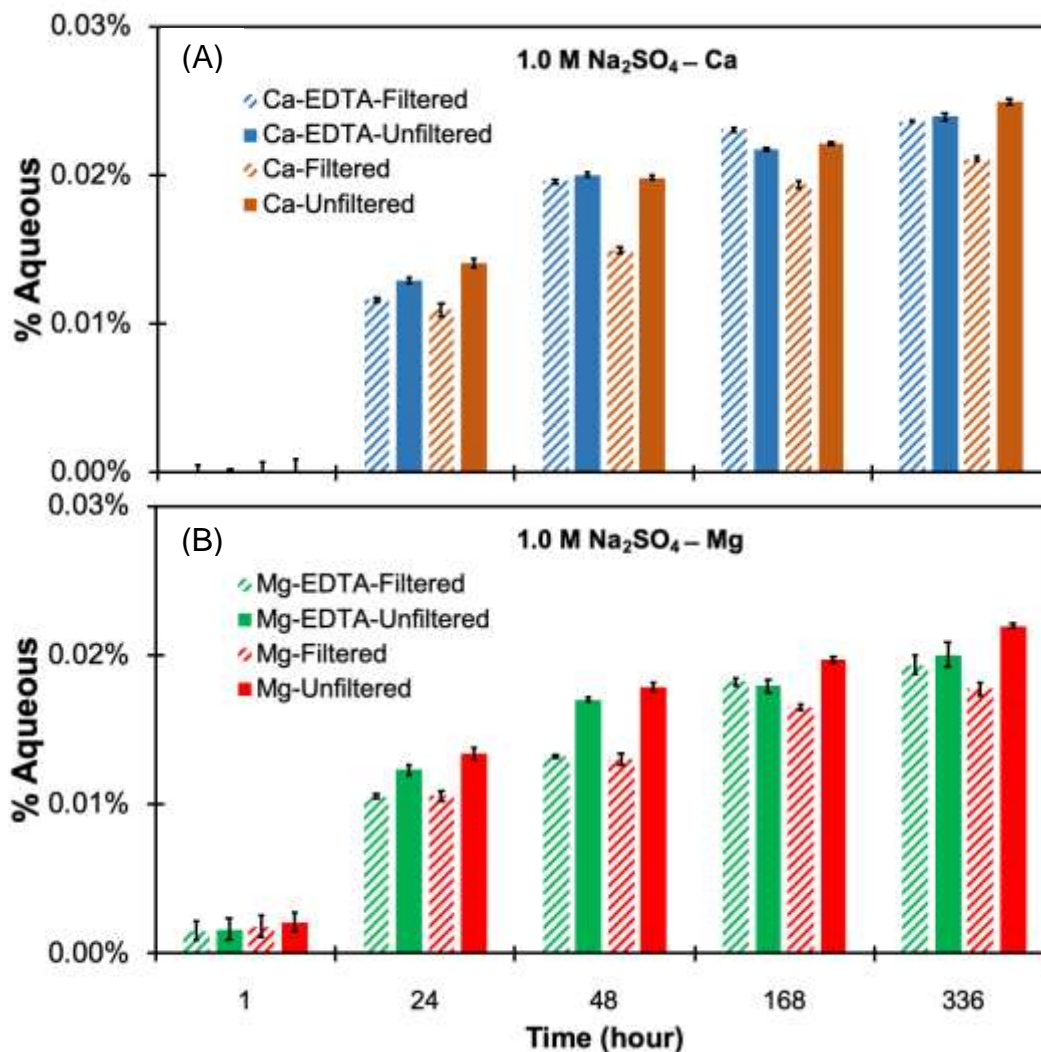 0.03%
(A)
1.0 M Na₂SO₄ – Ca
Ca-EDTA-Filtered
Ca-EDTA-Unfiltered
Ca-Filtered
Ca-Unfiltered
0.02%
0.01%
0.00%
% Aqueous
0.03%
(B)
1.0 M Na₂SO₄ – Mg
Mg-EDTA-Filtered
Mg-EDTA-Unfiltered
Mg-Filtered
Mg-Unfiltered
0.02%
0.01%
0.00%
% Aqueous
1 24 48 168 336
Time (hour)